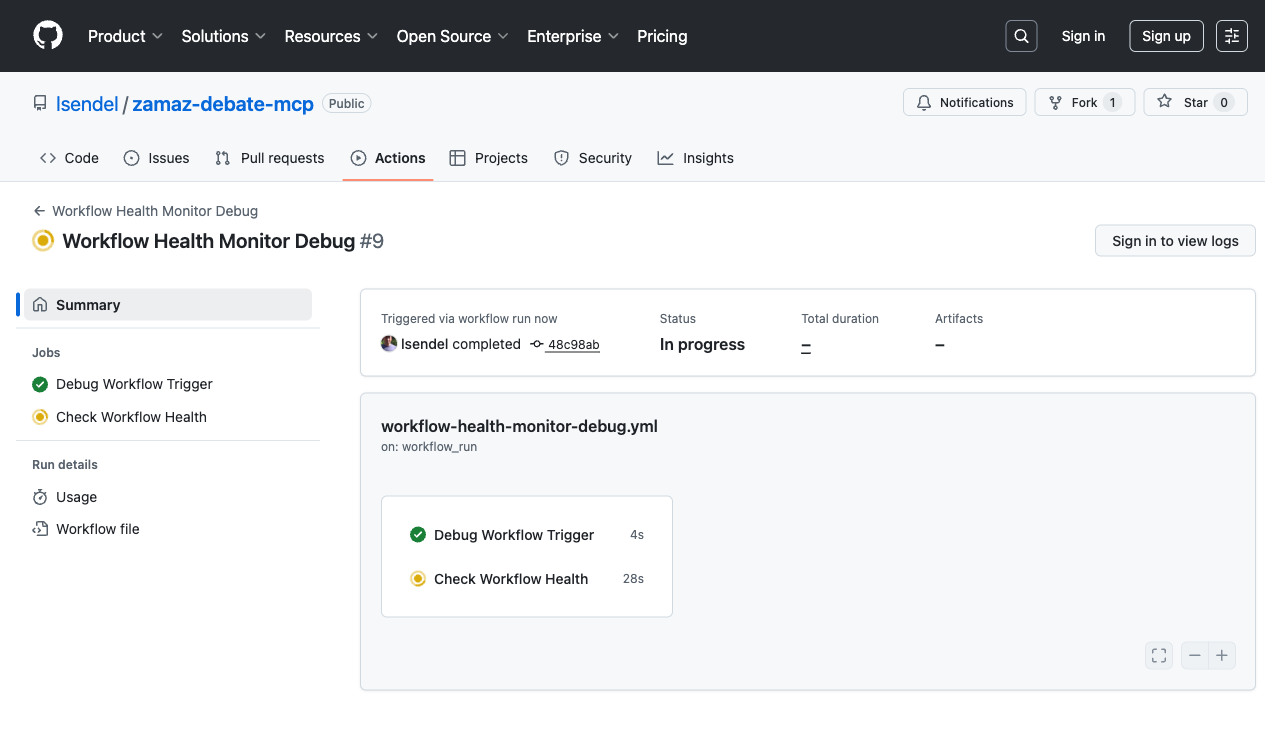 Product Solutions Resources Open Source Enterprise Pricing Sign in Sign up
lsendel / zamaz-debate-mcp Public Notifications Fork 1 Star 0
Code Issues Pull requests Actions Projects Security Insights
Workflow Health Monitor Debug
Workflow Health Monitor Debug #9
Sign in to view logs
Summary
Jobs
Debug Workflow Trigger
Check Workflow Health
Run details
Usage
Workflow file
Triggered via workflow run now Status Total duration Artifacts
lsendel completed 48c98ab In progress – –
workflow-health-monitor-debug.yml
on: workflow_run
Debug Workflow Trigger 4s
Check Workflow Health 28s